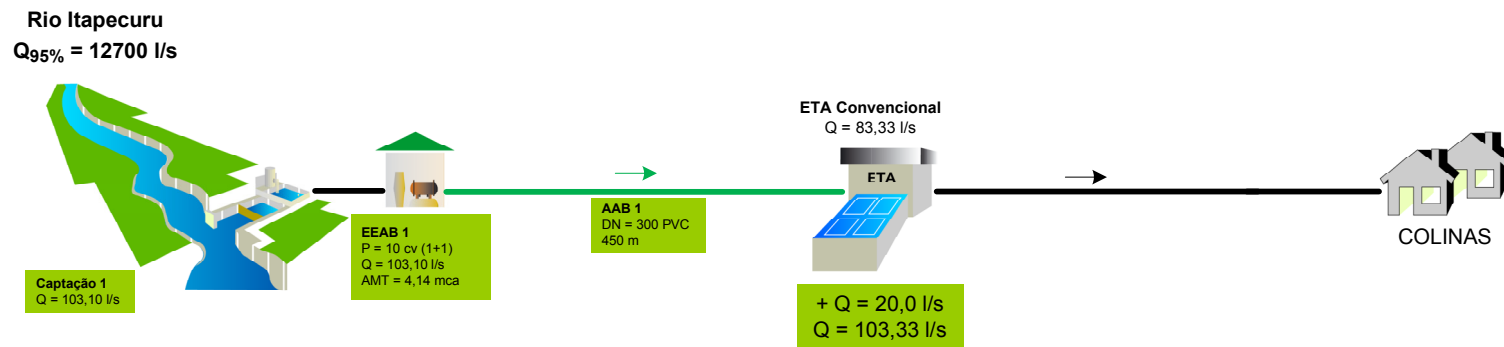 Rio Itapecuru
Q95% = 12700 l/s
Captação 1
Q = 103,10 l/s
EEAB 1
P = 10 cv (1+1)
Q = 103,10 l/s
AMT = 4,14 mca
AAB 1
DN = 300 PVC
450 m
ETA Convencional
Q = 83,33 l/s
ETA
+ Q = 20,0 l/s
Q = 103,33 l/s
COLINAS